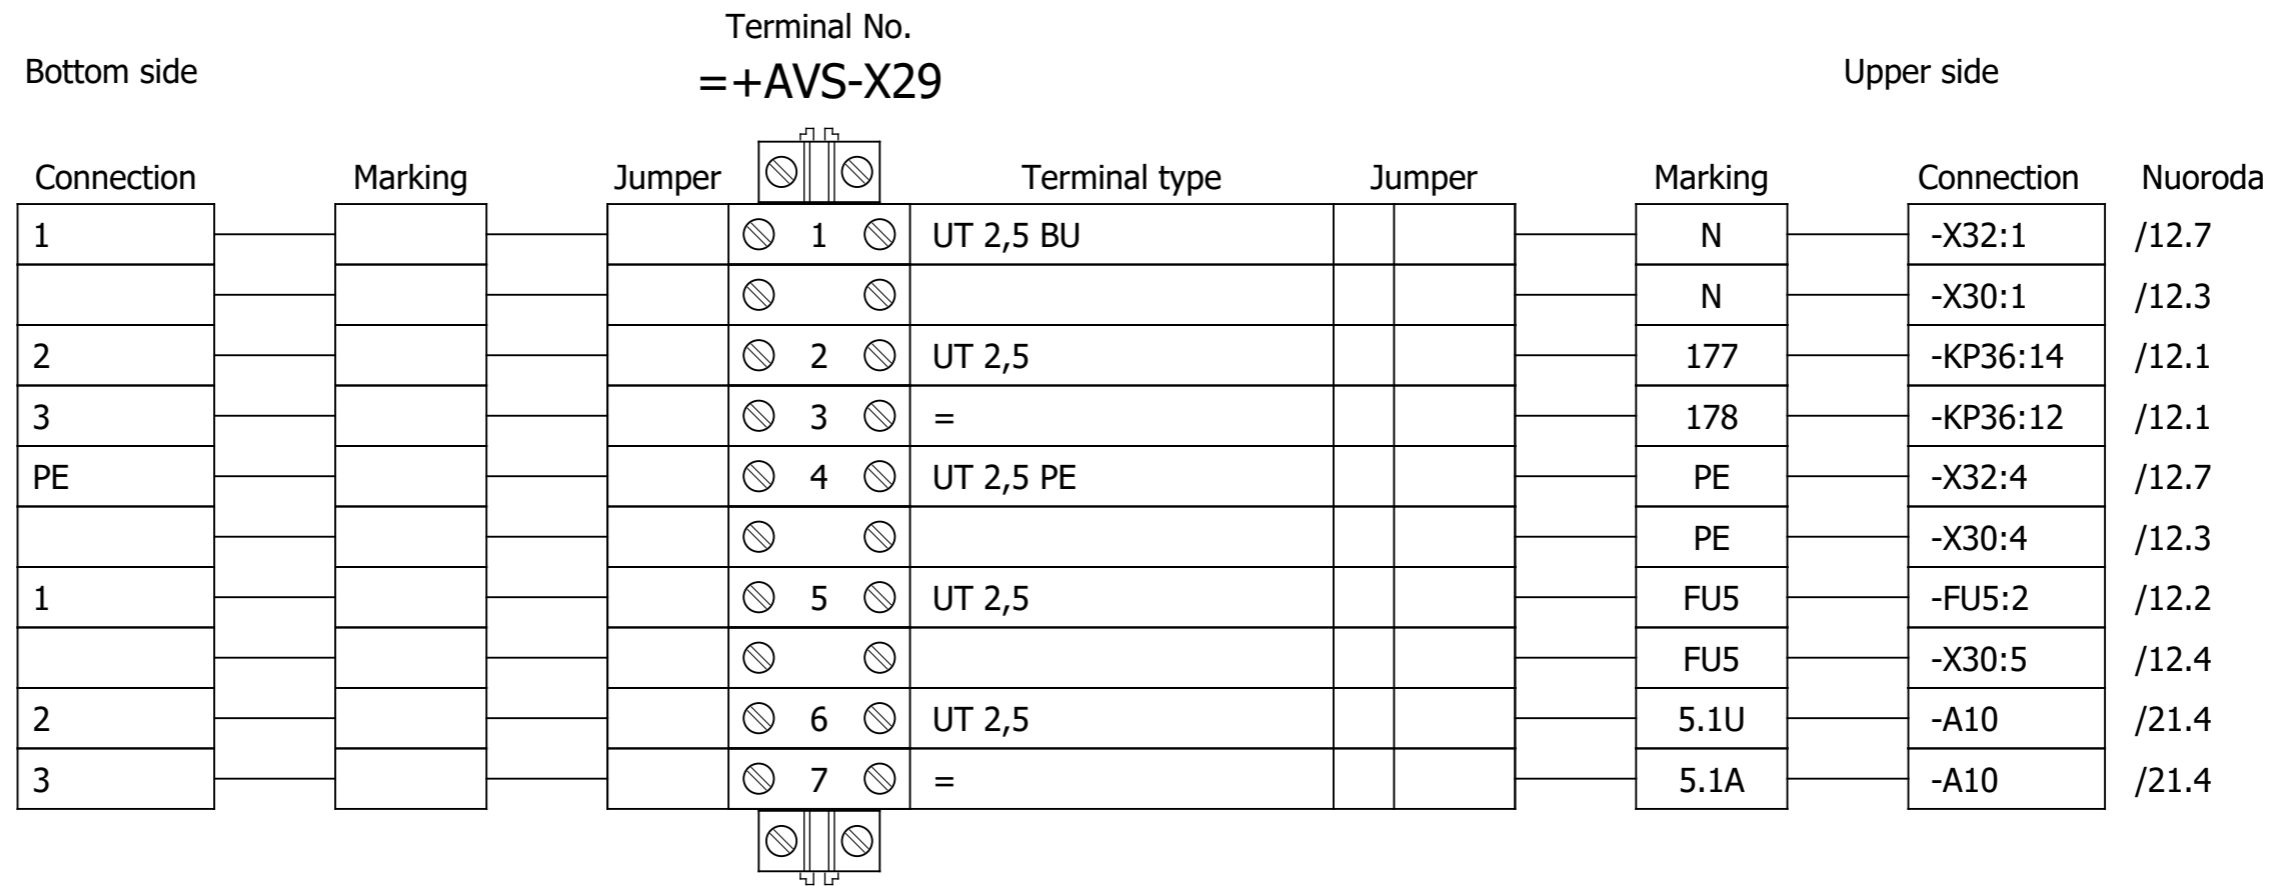 Terminal No.
Bottom side =+AVS-X29 Upper side
Connection Marking Jumper Terminal type Jumper Marking Connection Nuoroda
1 1 UT 2,5 BU N -X32:1 /12.7
N -X30:1 /12.3
2 2 UT 2,5 177 -KP36:14 /12.1
3 3 = 178 -KP36:12 /12.1
PE 4 UT 2,5 PE PE -X32:4 /12.7
PE -X30:4 /12.3
1 5 UT 2,5 FU5 -FU5:2 /12.2
FU5 -X30:5 /12.4
2 6 UT 2,5 5.1U -A10 /21.4
3 7 = 5.1A -A10 /21.4